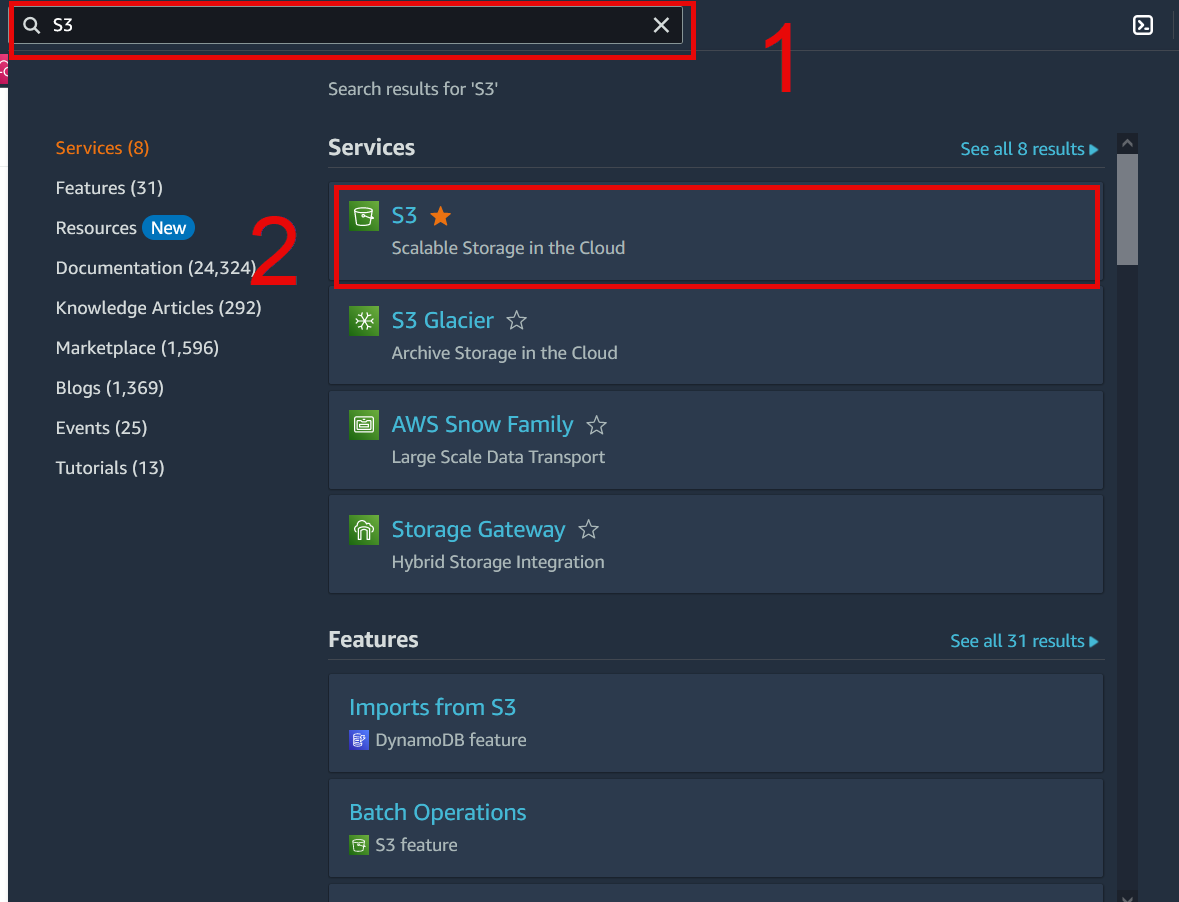 S3
1
Search results for 'S3'
Services (8)
Features (31)
Resources New
Documentation (24,324)
Knowledge Articles (292)
Marketplace (1,596)
Blogs (1,369)
Events (25)
Tutorials (13)
2
Services
See all 8 results
S3
Scalable Storage in the Cloud
S3 Glacier
Archive Storage in the Cloud
AWS Snow Family
Large Scale Data Transport
Storage Gateway
Hybrid Storage Integration
Features
See all 31 results
Imports from S3
DynamoDB feature
Batch Operations
S3 feature